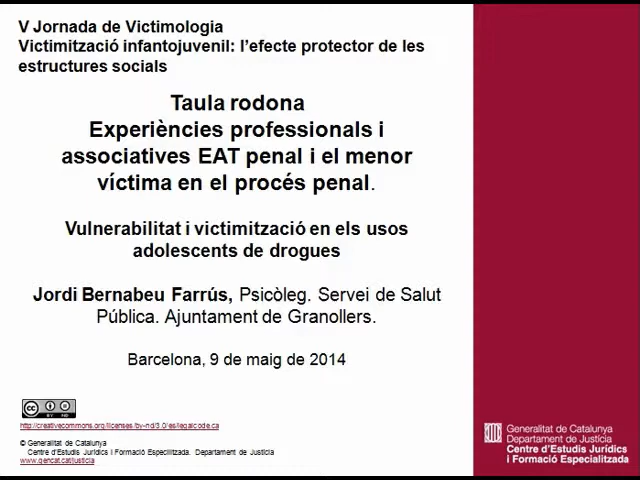 V Jornada de Victimologia
Victimització infantojuvenil: l’efecte protector de les
estructures socials
Taula rodona
Experiències professionals i
associatives EAT penal i el menor
víctima en el procés penal.
Vulnerabilitat i victimització en els usos
adolescents de drogues
Jordi Bernabeu Farrús, Psicòleg. Servei de Salut
Pública. Ajuntament de Granollers.
Barcelona, 9 de maig de 2014
cc
BY ND
http://creativecommons.org/licenses/by-nd/3.0/es/legalcode.ca
© Generalitat de Catalunya
Centre d’Estudis Jurídics i Formació Especilitzada. Departament de Justícia
www.gencat.cat/justicia
Generalitat de Catalunya
Departament de Justícia
Centre d’Estudis Jurídics
i Formació Especialitzada